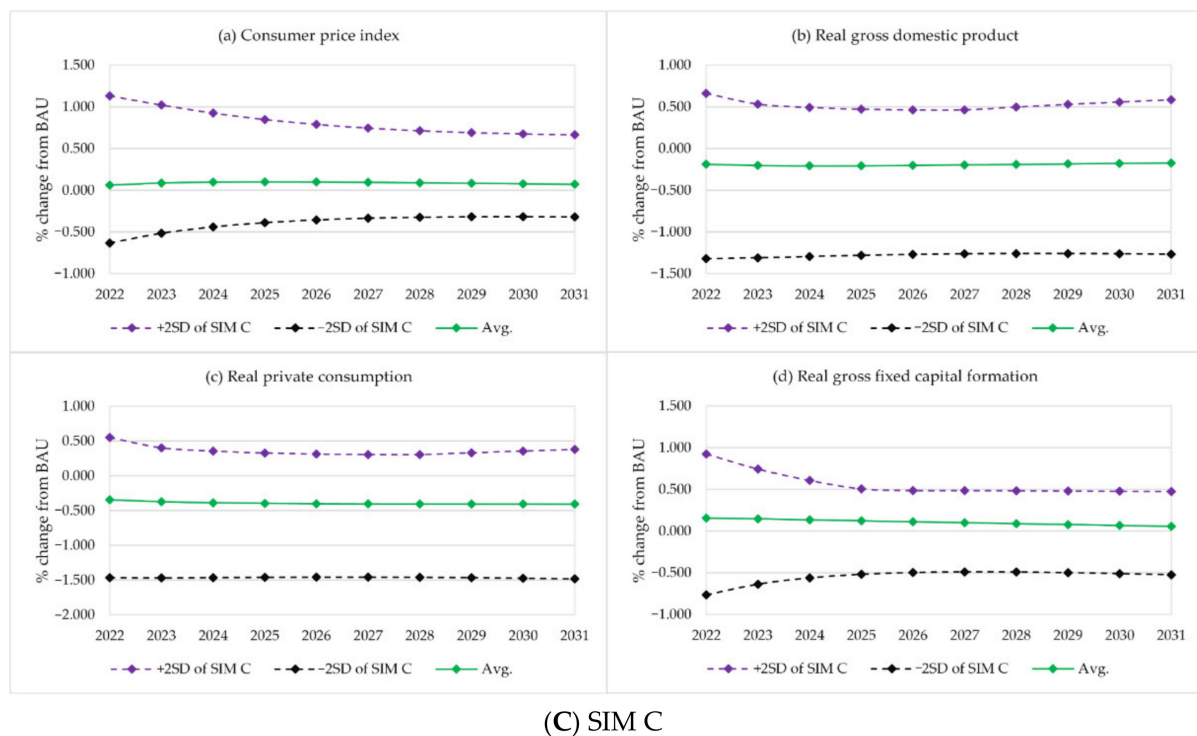 (a) Consumer price index
% change from BAU
1.500
1.000
0.500
0.000
−0.500
−1.000
2022 2023 2024 2025 2026 2027 2028 2029 2030 2031
+2SD of SIM C −2SD of SIM C Avg.
(b) Real gross domestic product
% change from BAU
1.000
0.500
0.000
−0.500
−1.000
−1.500
2022 2023 2024 2025 2026 2027 2028 2029 2030 2031
+2SD of SIM C −2SD of SIM C Avg.
(c) Real private consumption
% change from BAU
1.000
0.500
0.000
−0.500
−1.000
−1.500
−2.000
2022 2023 2024 2025 2026 2027 2028 2029 2030 2031
+2SD of SIM C −2SD of SIM C Avg.
(d) Real gross fixed capital formation
% change from BAU
1.500
1.000
0.500
0.000
−0.500
−1.000
2022 2023 2024 2025 2026 2027 2028 2029 2030 2031
+2SD of SIM C −2SD of SIM C Avg.
(C) SIM C